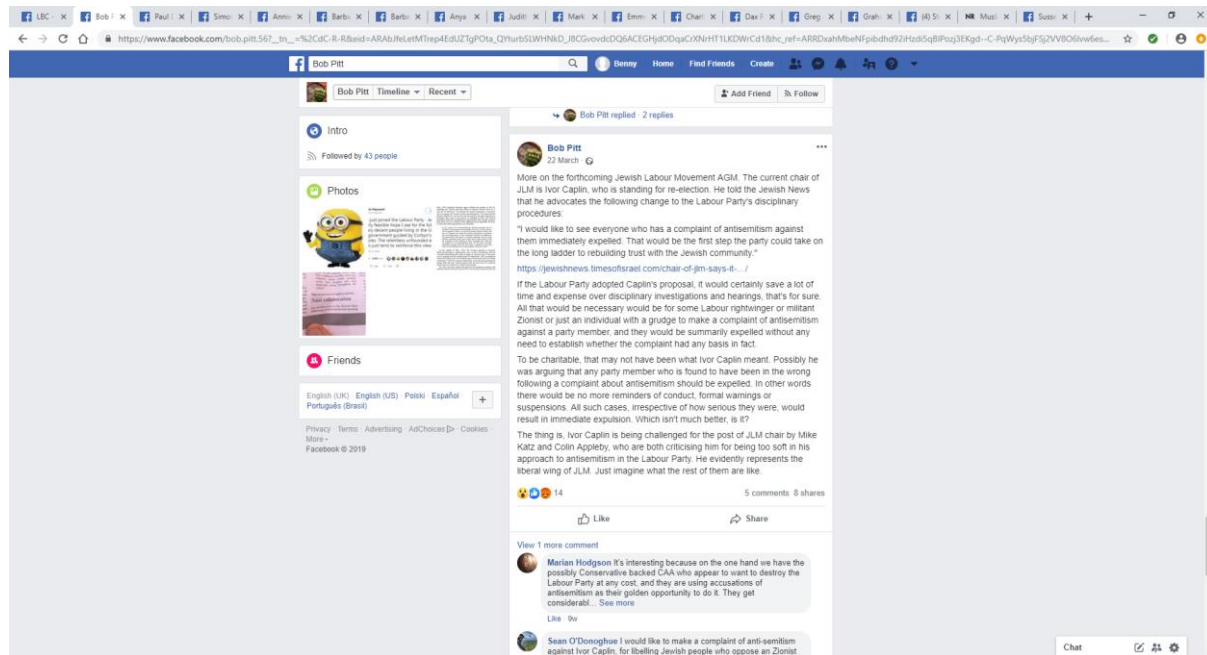 LBC -
Bob F
Paul
Simo
Annie
Barba
Barba
Anya
Judith
Mark
Emm
Charl
Dax F
Greg
Grah
(4) St
NR Musl
Susse
Bob Pitt
Benny Home Find Friends Create
Bob Pitt Timeline Recent
Add Friend Follow
Intro
Followed by 43 people
Photos
Friends
English (UK) · English (US) · Polski · Español
Português (Brasil)
Privacy · Terms · Advertising · AdChoices · Cookies ·
More
Facebook © 2019
Bob Pitt replied · 2 replies
Bob Pitt
22 March
More on the forthcoming Jewish Labour Movement AGM. The current chair of
JLM is Ivor Caplin, who is standing for re-election. He told the Jewish News
that he advocates the following change to the Labour Party's disciplinary
procedures:
"I would like to see everyone who has a complaint of antisemitism against
them immediately expelled. That would be the first step the party could take on
the long ladder to rebuilding trust with the Jewish community."
https://jewishnews.timesofisrael.com/chair-of-jlm-says-it-.../
If the Labour Party adopted Caplin's proposal, it would certainly save a lot of
time and expense over disciplinary investigations and hearings, that's for sure.
All that would be necessary would be for some Labour rightwinger or militant
Zionist or just an individual with a grudge to make a complaint of antisemitism
against a party member, and they would be summarily expelled without any
need to establish whether the complaint had any basis in fact.
To be charitable, that may not have been what Ivor Caplin meant. Possibly he
was arguing that any party member who is found to have been in the wrong
following a complaint about antisemitism should be expelled. In other words
there would be no more reminders of conduct, formal warnings or
suspensions. All such cases, irrespective of how serious they were, would
result in immediate expulsion. Which isn't much better, is it?
The thing is, Ivor Caplin is being challenged for the post of JLM chair by Mike
Katz and Colin Appleby, who are both criticising him for being too soft in his
approach to antisemitism in the Labour Party. He evidently represents the
liberal wing of JLM. Just imagine what the rest of them are like.
14
5 comments 8 shares
Like Share
View 1 more comment
Marian Hodgson It's interesting because on the one hand we have the
possibly Conservative backed CAA who appear to want to destroy the
Labour Party at any cost, and they are using accusations of
antisemitism as their golden opportunity to do it. They get
considerabl... See more
Like · 9w
Sean O'Donoghue I would like to make a complaint of anti-semitism
against Ivor Caplin, for libelling Jewish people who oppose an Zionist
Chat